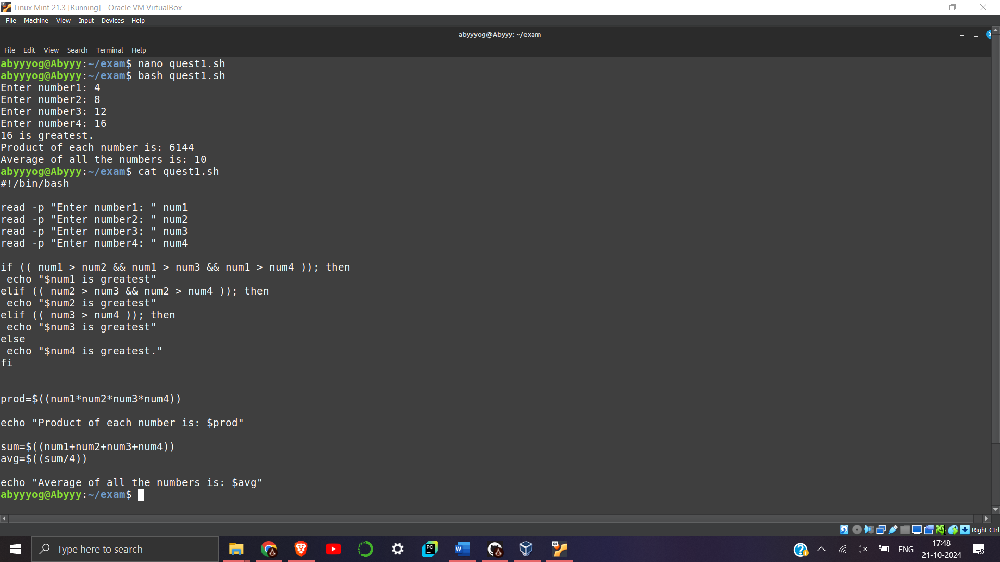 Linux Mint 21.3 [Running] - Oracle VM VirtualBox
File Machine View Input Devices Help
abyyyog@Abyyy: ~/exam
File Edit View Search Terminal Help
abyyyog@Abyyy:~/exam$ nano quest1.sh
abyyyog@Abyyy:~/exam$ bash quest1.sh
Enter number1: 4
Enter number2: 8
Enter number3: 12
Enter number4: 16
16 is greatest.
Product of each number is: 6144
Average of all the numbers is: 10
abyyyog@Abyyy:~/exam$ cat quest1.sh
#!/bin/bash
read -p "Enter number1: " num1
read -p "Enter number2: " num2
read -p "Enter number3: " num3
read -p "Enter number4: " num4
if (( num1 > num2 && num1 > num3 && num1 > num4 )); then
 echo "$num1 is greatest"
elif (( num2 > num3 && num2 > num4 )); then
 echo "$num2 is greatest"
elif (( num3 > num4 )); then
 echo "$num3 is greatest"
else
 echo "$num4 is greatest."
fi
prod=$((num1*num2*num3*num4))
echo "Product of each number is: $prod"
sum=$((num1+num2+num3+num4))
avg=$((sum/4))
echo "Average of all the numbers is: $avg"
abyyyog@Abyyy:~/exam$
Right Ctrl
Type here to search
PC
W
64
ENG
17:48
21-10-2024